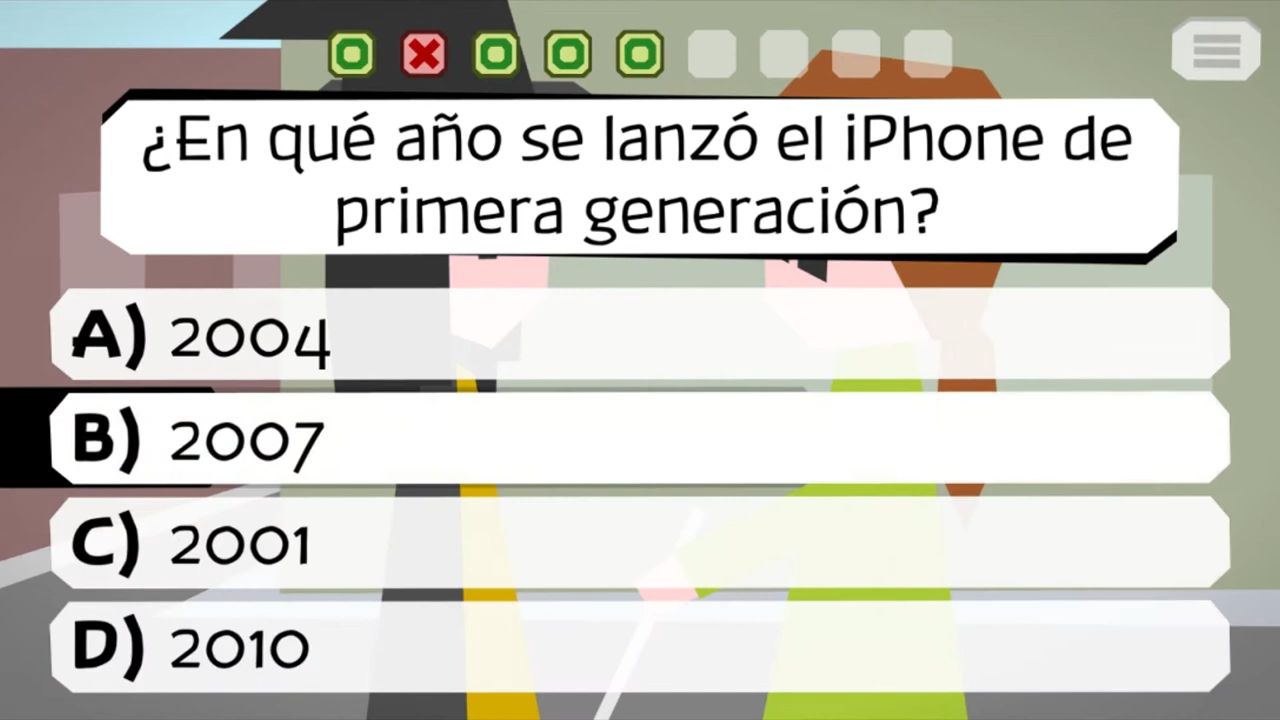 ¿En qué año se lanzó el iPhone de
primera generación?
A) 2004
B) 2007
C) 2001
D) 2010